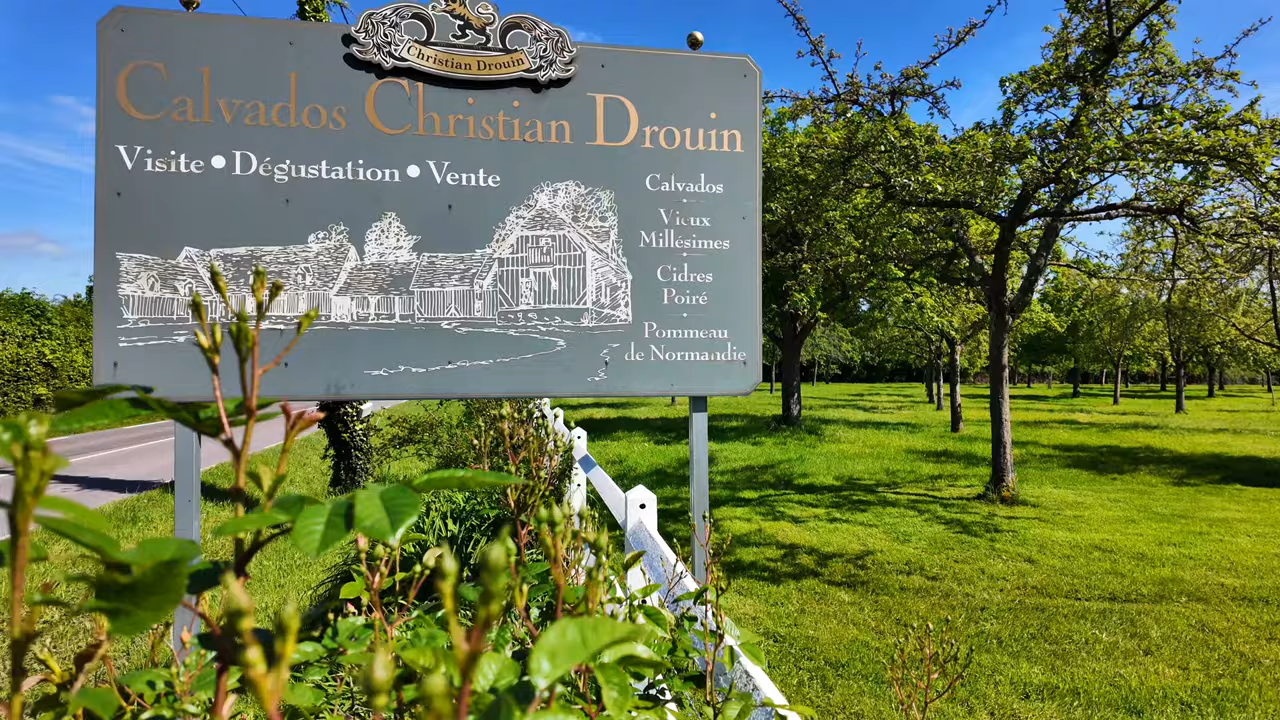 Christian Drouin
Calvados Christian Drouin
Visite • Dégustation • Vente
Calvados
Vieux
Millésimes
Cidres
Poiré
Pommeau
de Normandie